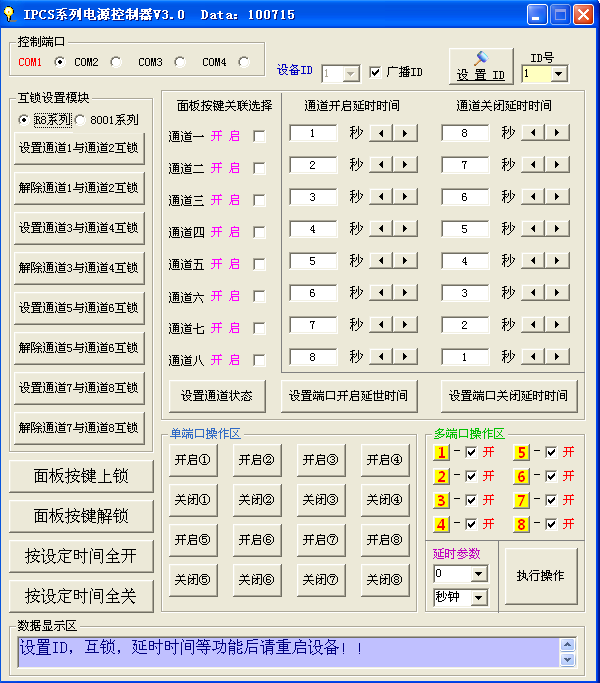 IPCS系列电源控制器V3.0 Data: 100715
控制端口
COM1 COM2 COM3 COM4
设备ID 1 广播ID
设 置 ID
ID号
1
互锁设置模块
R8系列 8001系列
设置通道1与通道2互锁
解除通道1与通道2互锁
设置通道3与通道4互锁
解除通道3与通道4互锁
设置通道5与通道6互锁
解除通道5与通道6互锁
设置通道7与通道8互锁
解除通道7与通道8互锁
面板按键上锁
面板按键解锁
按设定时间全开
按设定时间全关
面板按键关联选择 通道开启延时时间 通道关闭延时时间
通道一 开 启 1 秒 8 秒
通道二 开 启 2 秒 7 秒
通道三 开 启 3 秒 6 秒
通道四 开 启 4 秒 5 秒
通道五 开 启 5 秒 4 秒
通道六 开 启 6 秒 3 秒
通道七 开 启 7 秒 2 秒
通道八 开 启 8 秒 1 秒
设置通道状态 设置端口开启延世时间 设置端口关闭延时时间
单端口操作区
开启① 开启② 开启③ 开启④
关闭① 关闭② 关闭③ 关闭④
开启⑤ 开启⑥ 开启⑦ 开启⑧
关闭⑤ 关闭⑥ 关闭⑦ 关闭⑧
多端口操作区
1 - 开 5 - 开
2 - 开 6 - 开
3 - 开 7 - 开
4 - 开 8 - 开
延时参数
0
秒钟
执行操作
数据显示区
设置ID，互锁，延时时间等功能后请重启设备！！